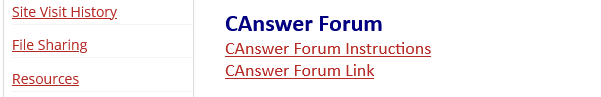 Site Visit History
File Sharing
Resources
CAnswer Forum
CAnswer Forum Instructions
CAnswer Forum Link